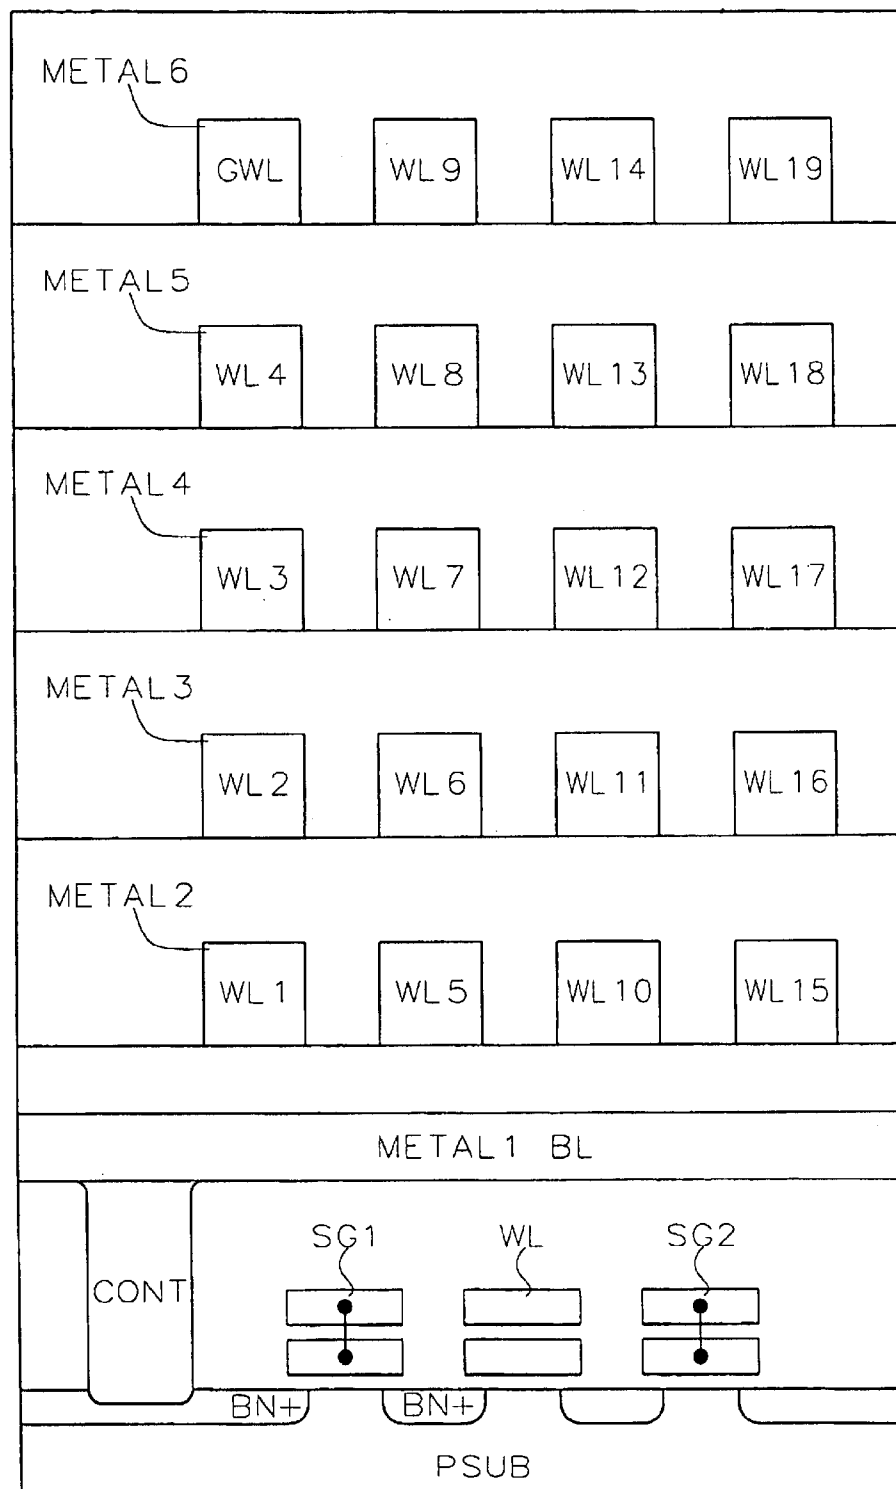 METAL6
GWL WL9 WL14 WL19
METAL5
WL4 WL8 WL13 WL18
METAL4
WL3 WL7 WL12 WL17
METAL3
WL2 WL6 WL11 WL16
METAL2
WL1 WL5 WL10 WL15
METAL1 BL
SG1 WL SG2
CONT
BN+ BN+
PSUB